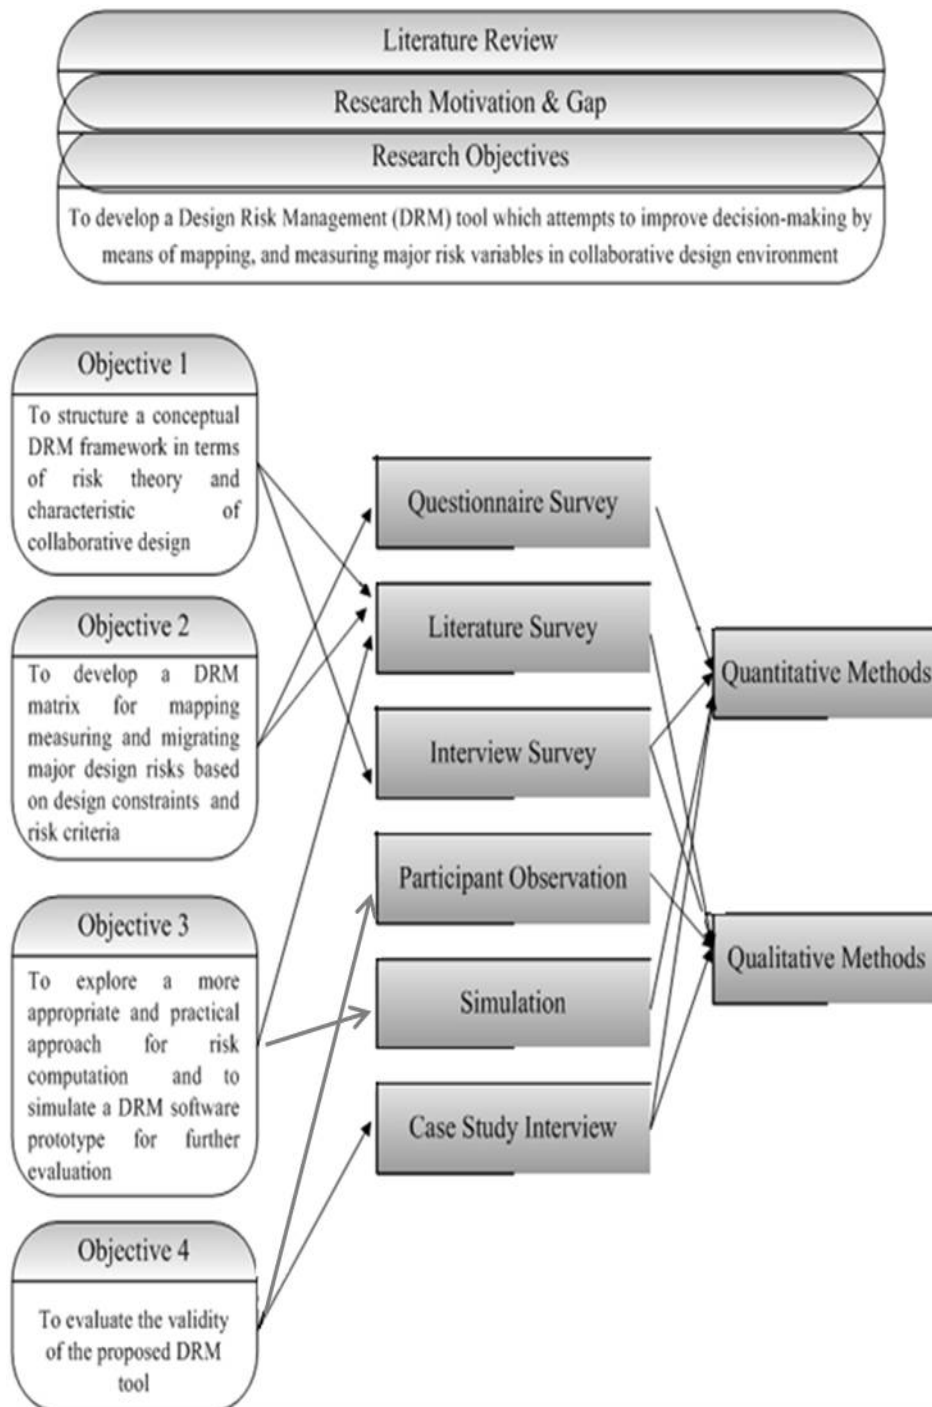 Literature Review
Research Motivation & Gap
Research Objectives
To develop a Design Risk Management (DRM) tool which attempts to improve decision-making by
means of mapping, and measuring major risk variables in collaborative design environment
Objective 1
To structure a conceptual
DRM framework in terms
of risk theory and
characteristic of
collaborative design
Objective 2
To develop a DRM
matrix for mapping
measuring and migrating
major design risks based
on design constraints and
risk criteria
Objective 3
To explore a more
appropriate and practical
approach for risk
computation and to
simulate a DRM software
prototype for further
evaluation
Objective 4
To evaluate the validity
of the proposed DRM
tool
Questionnaire Survey
Literature Survey
Interview Survey
Participant Observation
Simulation
Case Study Interview
Quantitative Methods
Qualitative Methods